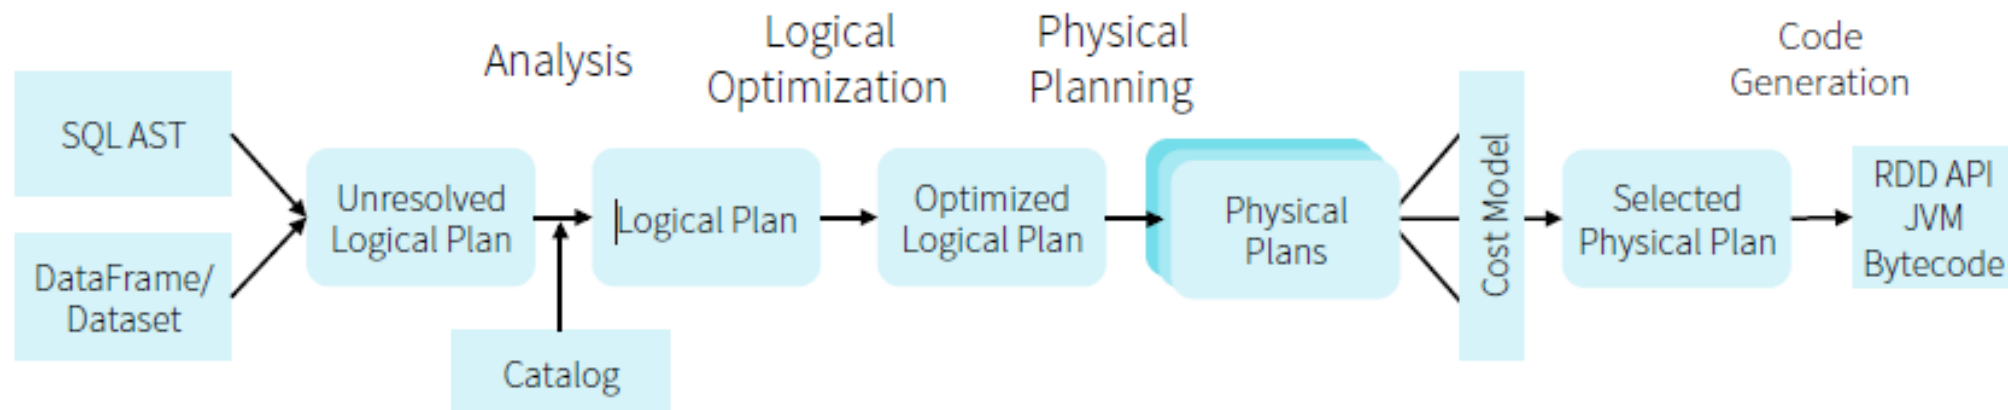 Analysis
Logical
Optimization
Physical
Planning
Code
Generation
SQL AST
DataFrame/
Dataset
Unresolved
Logical Plan
Catalog
Logical Plan
Optimized
Logical Plan
Physical
Plans
Cost Model
Selected
Physical Plan
RDD API
JVM
Bytecode